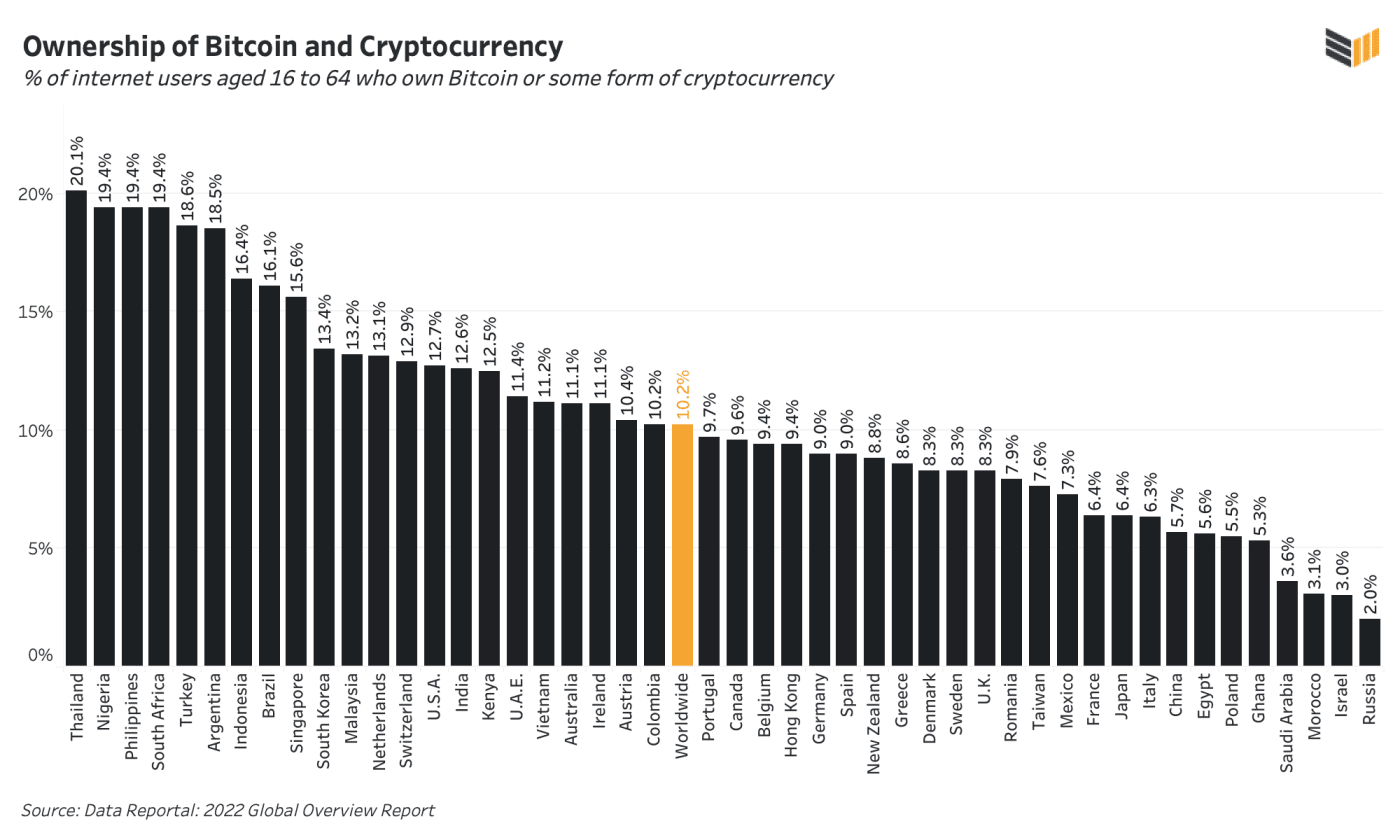 Ownership of Bitcoin and Cryptocurrency
% of internet users aged 16 to 64 who own Bitcoin or some form of cryptocurrency
20%
15%
10%
5%
0%
20.1%
19.4%
19.4%
19.4%
18.6%
18.5%
16.4%
16.1%
15.6%
13.4%
13.2%
13.1%
12.9%
12.7%
12.6%
12.5%
11.4%
11.2%
11.1%
11.1%
10.4%
10.2%
10.2%
9.7%
9.6%
9.4%
9.4%
9.0%
9.0%
8.8%
8.6%
8.3%
8.3%
8.3%
7.9%
7.6%
7.3%
6.4%
6.4%
6.3%
5.7%
5.6%
5.5%
5.3%
3.6%
3.1%
3.0%
2.0%
Thailand
Nigeria
Philippines
South Africa
Turkey
Argentina
Indonesia
Brazil
Singapore
South Korea
Malaysia
Netherlands
Switzerland
U.S.A.
India
Kenya
U.A.E.
Vietnam
Australia
Ireland
Austria
Colombia
Worldwide
Portugal
Canada
Belgium
Hong Kong
Germany
Spain
New Zealand
Greece
Denmark
Sweden
U.K.
Romania
Taiwan
Mexico
France
Japan
Italy
China
Egypt
Poland
Ghana
Saudi Arabia
Morocco
Israel
Russia
Source: Data Reportal: 2022 Global Overview Report